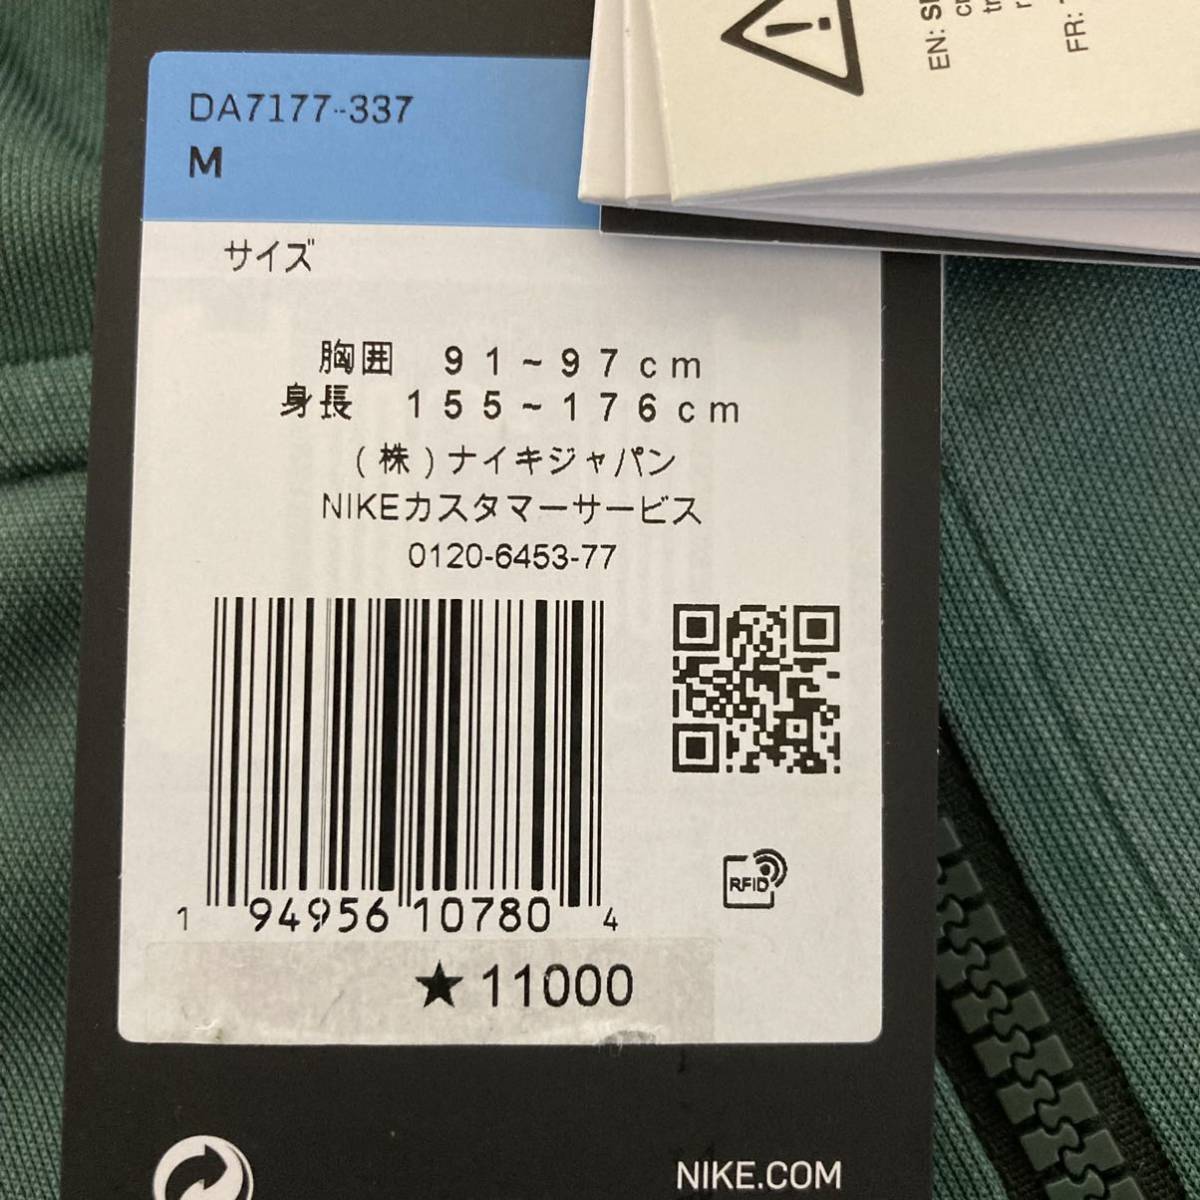 DA7177-337
M
サイズ
胸囲 91~97cm
身長 155~176cm
(株)ナイキジャパン
NIKEカスタマーサービス
0120-6453-77
1 94956 10780 4
RFID
★11000
NIKE.COM
EN:
FR: